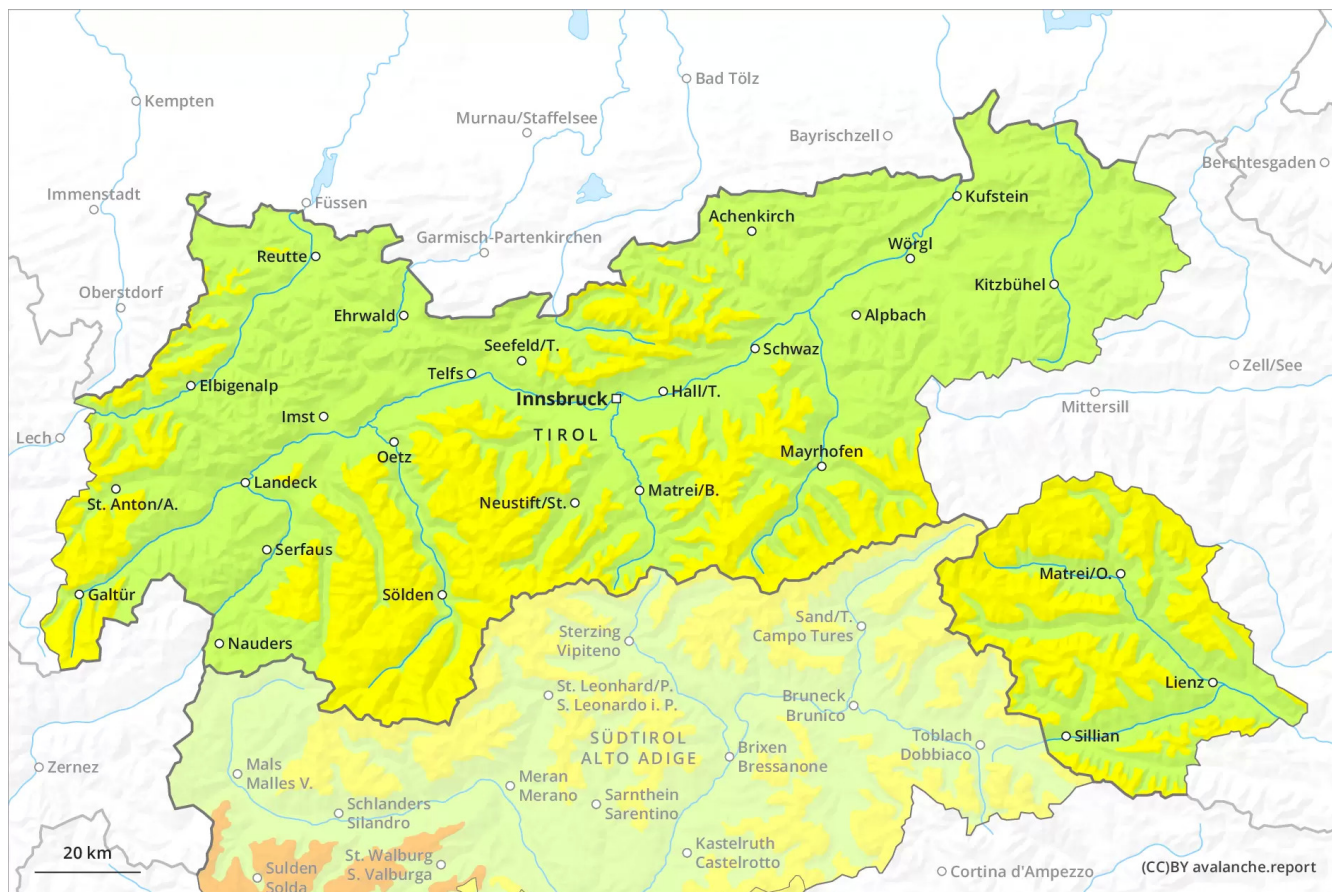 Bad Tölz
Kempten
Murnau/Staffelsee
Bayrischzell
Berchtesgaden
Immenstadt
Füssen
Kufstein
Achenkirch
Garmisch-Partenkirchen
Wörgl
Reutte
Kitzbühel
Oberstdorf
Ehrwald
Alpbach
Seefeld/T.
Schwaz
Telfs
Zell/See
Elbigenalp
Hall/T.
Innsbruck
Mittersill
Imst
Lech
TIROL
Oetz
Mayrhofen
Landeck
Matrei/B.
St. Anton/A.
Neustift/St.
Serfaus
Matrei/O.
Galtür
Sölden
Sand/T.
Campo Tures
Sterzing
Vipiteno
Nauders
Lienz
St. Leonhard/P.
S. Leonardo i. P.
Bruneck
Brunico
Toblach
Dobbiaco
Sillian
SÜDTIROL
ALTO ADIGE
Brixen
Bressanone
Zernez
Mals
Malles V.
Meran
Merano
Sarnthein
Sarentino
Schlanders
Silandro
Kastelruth
Castelrotto
20 km
St. Walburg
S. Valburga
Sulden
Solda
Cortina d'Ampezzo
(CC)BY avalanche.report